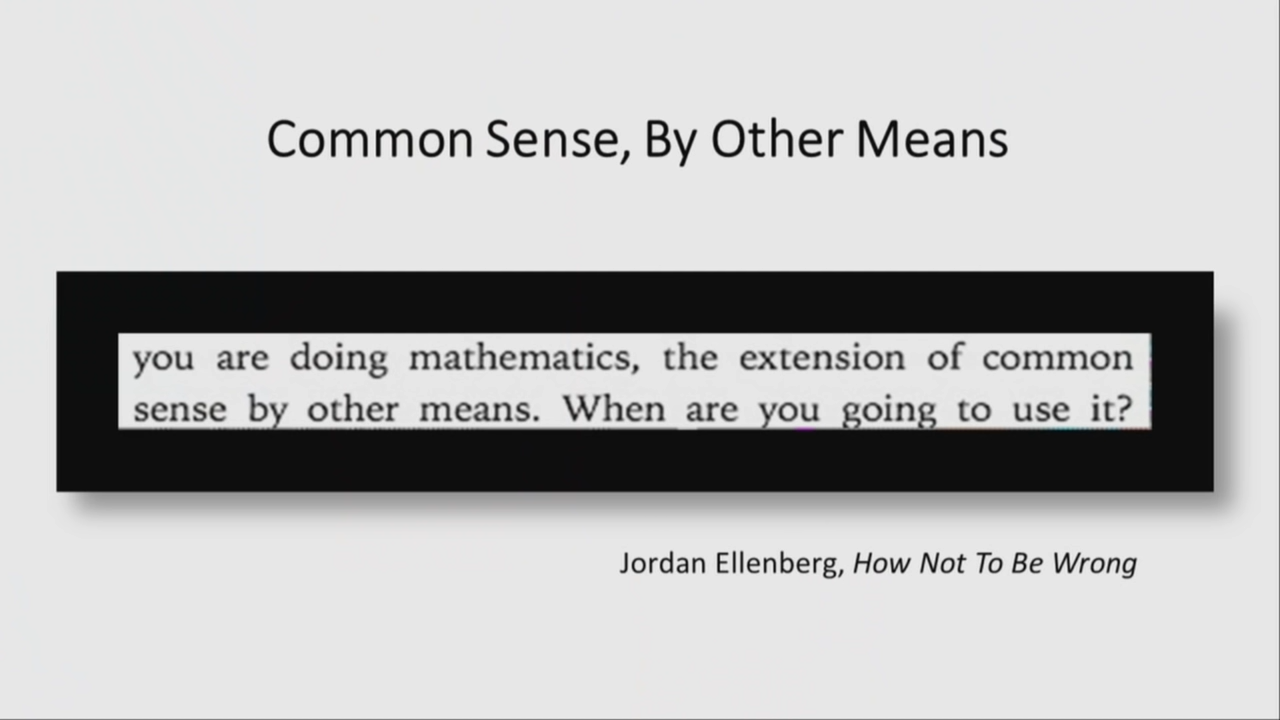 Common Sense, By Other Means
you are doing mathematics, the extension of common
sense by other means. When are you going to use it?
Jordan Ellenberg, How Not To Be Wrong